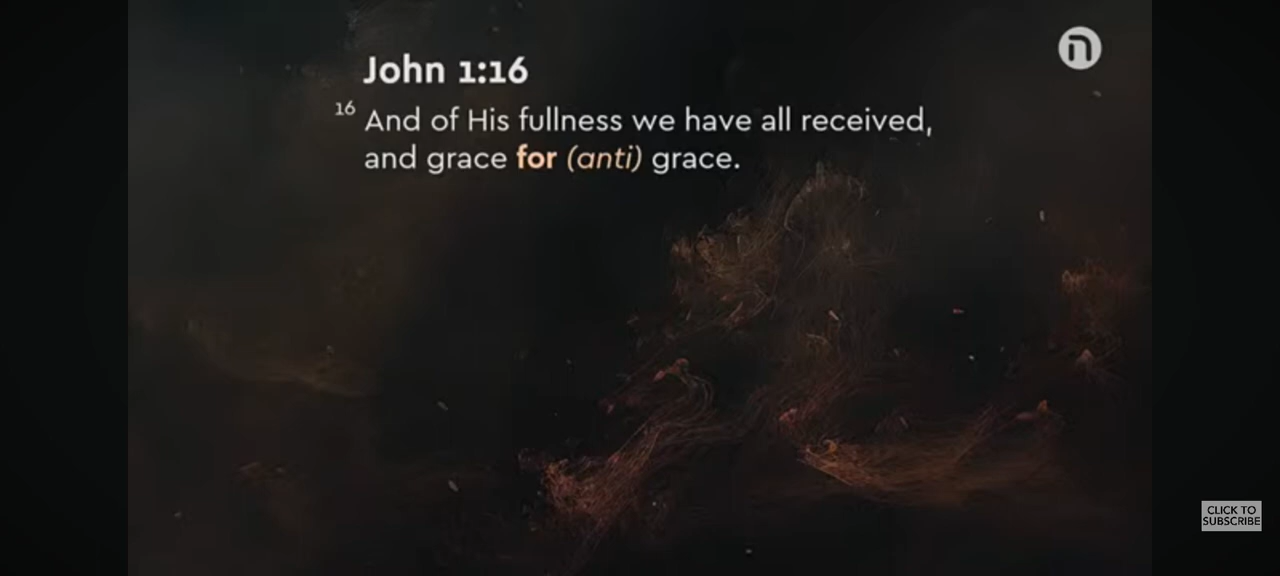 John 1:16
16 And of His fullness we have all received,
and grace for (anti) grace.
CLICK TO
SUBSCRIBE